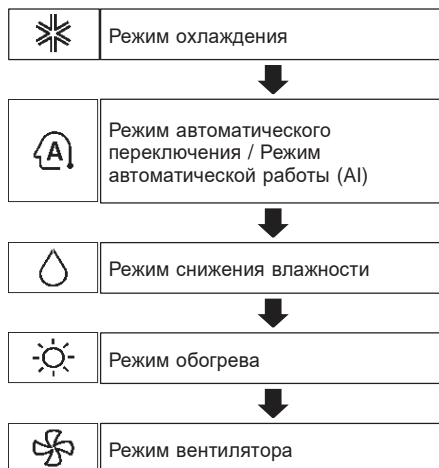 Режим охлаждения
A
Режим автоматического
переключения / Режим
автоматической работы (AI)
Режим снижения влажности
Режим обогрева
Режим вентилятора